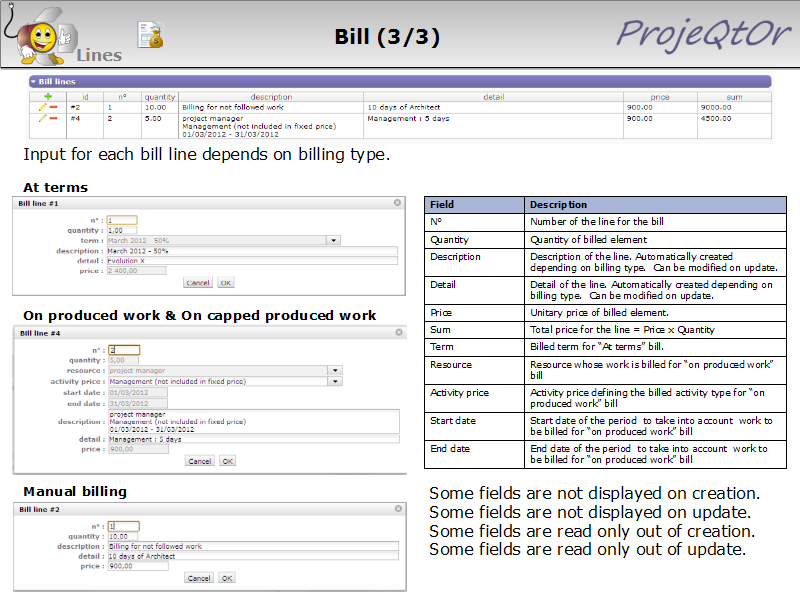 Lines
Bill (3/3)
ProjeQtOr
Bill lines
id n° quantity description detail price sum
#2 1 10.00 Billing for not followed work 10 days of Architect 900.00 9000.00
#4 2 5.00 project manager Management : 5 days 900.00 4500.00
Management (not included in fixed price)
01/03/2012 - 31/03/2012
Input for each bill line depends on billing type.
At terms
Bill line #1
n° : 1
quantity : 1,00
term : March 2012 - 50%
description : March 2012 - 50%
detail : Evolution X
price : 2 400,00
Cancel OK
On produced work & On capped produced work
Bill line #4
n° : 2
quantity : 5,00
resource : project manager
activity price : Management (not included in fixed price)
start date : 01/03/2012
end date : 31/03/2012
project manager
description : Management (not included in fixed price)
01/03/2012 - 31/03/2012
detail : Management : 5 days
price : 900,00
Cancel OK
Manual billing
Bill line #2
n° : 1
quantity : 10,00
description : Billing for not followed work
detail : 10 days of Architect
price : 900,00
Cancel OK
Field Description
N° Number of the line for the bill
Quantity Quantity of billed element
Description Description of the line. Automatically created
depending on billing type. Can be modified on update.
Detail Detail of the line. Automatically created depending on
billing type. Can be modified on update.
Price Unitary price of billed element.
Sum Total price for the line = Price x Quantity
Term Billed term for “At terms” bill.
Resource Resource whose work is billed for “on produced work”
bill
Activity price Activity price defining the billed activity type for “on
produced work” bill
Start date Start date of the period to take into account work to
be billed for “on produced work” bill
End date End date of the period to take into account work to
be billed for “on produced work” bill
Some fields are not displayed on creation.
Some fields are not displayed on update.
Some fields are read only out of creation.
Some fields are read only out of update.